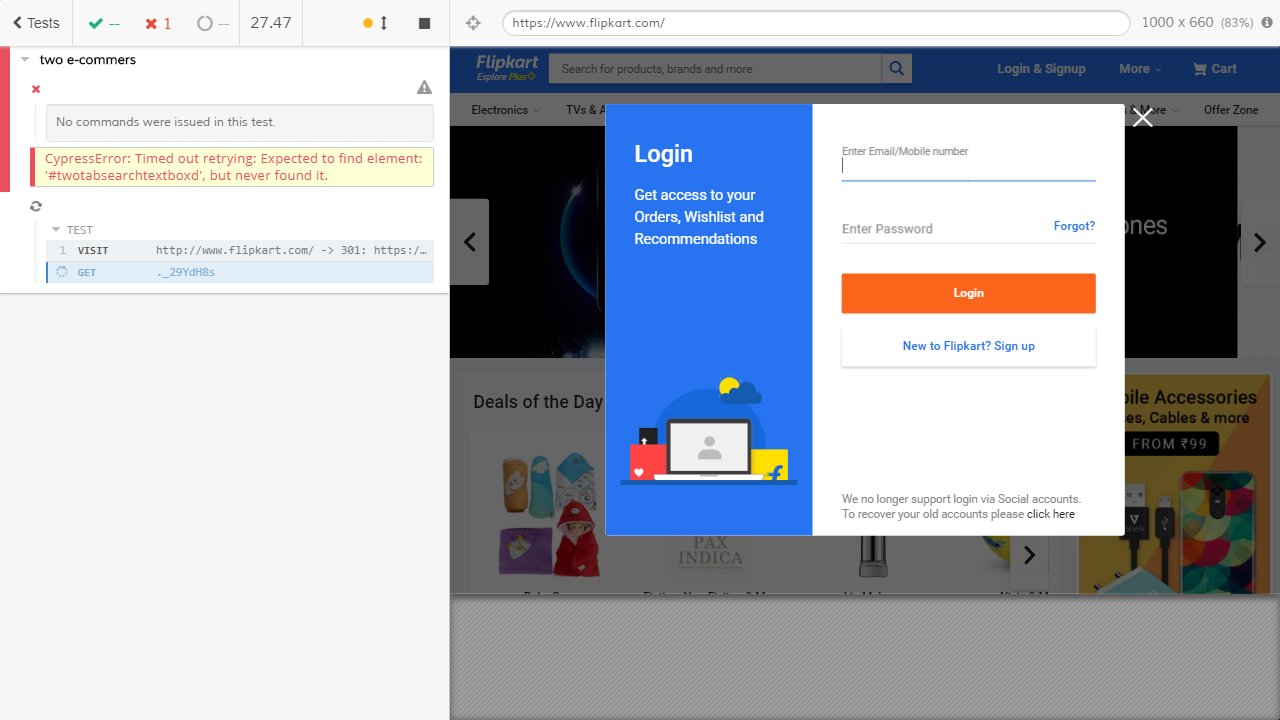 Tests
--
1
--
27.47
https://www.flipkart.com/
1000 x 660 (83%)
two e-commers
No commands were issued in this test.
CypressError: Timed out retrying: Expected to find element:
'#twotabsearchtextboxd', but never found it.
TEST
1 VISIT http://www.flipkart.com/ -> 301: https:/…
GET ._29YdH8s
Flipkart
Explore Plus
Search for products, brands and more
Login & Signup
More
Cart
Electronics
TVs & A
& More
Offer Zone
Login
Get access to your
Orders, Wishlist and
Recommendations
Enter Email/Mobile number
Enter Password
Forgot?
Login
New to Flipkart? Sign up
We no longer support login via Social accounts.
To recover your old accounts please click here
ones
Deals of the Day
PAX
INDICA
bile Accessories
ses, Cables & more
FROM ₹99